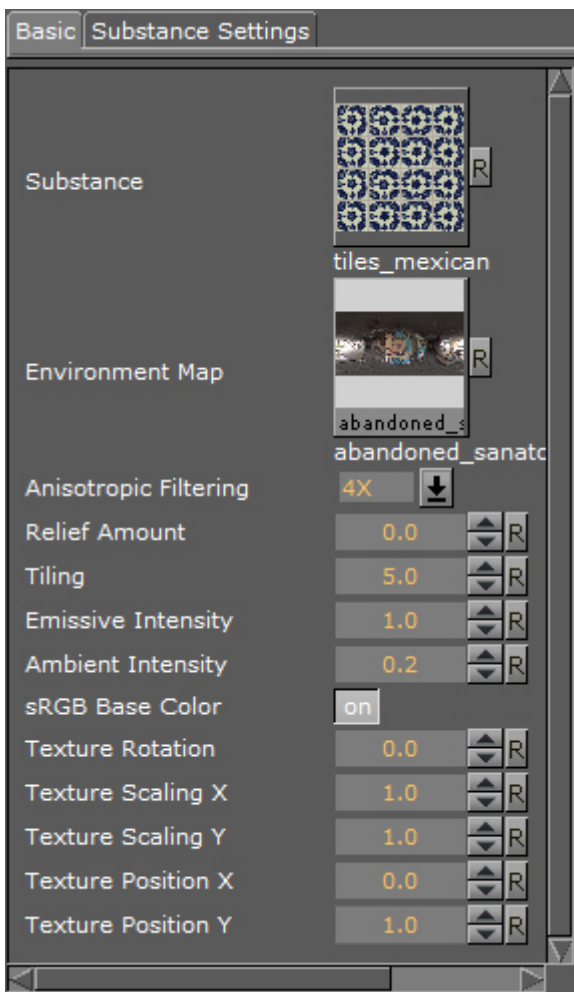 Basic Substance Settings
Substance R
tiles_mexican
Environment Map R
abandoned_s
abandoned_sanato
Anisotropic Filtering 4X
Relief Amount 0.0 R
Tiling 5.0 R
Emissive Intensity 1.0 R
Ambient Intensity 0.2 R
sRGB Base Color on
Texture Rotation 0.0 R
Texture Scaling X 1.0 R
Texture Scaling Y 1.0 R
Texture Position X 0.0 R
Texture Position Y 1.0 R